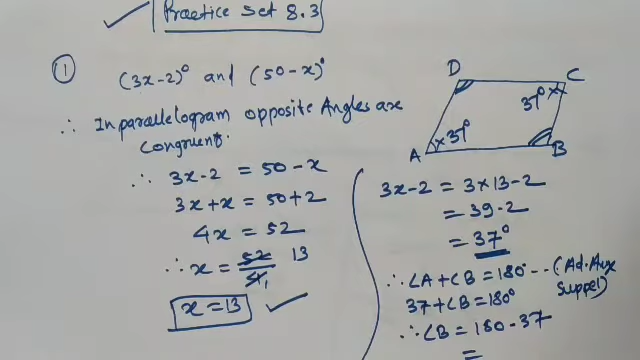 Practice Set 8.3
① (3x-2)° and (50-x)°
∴ In parallelogram opposite Angles are
congruent.
∴ 3x-2 = 50-x
3x+x = 50+2
4x = 52
∴ x = 52/4 13
x = 13
D C
37°
37°
A B
3x-2 = 3×13-2
= 39-2
= 37°
∴ ∠A+∠B = 180° -- (Ad. Aux
Suppl)
37+∠B = 180°
∴ ∠B = 180-37
=